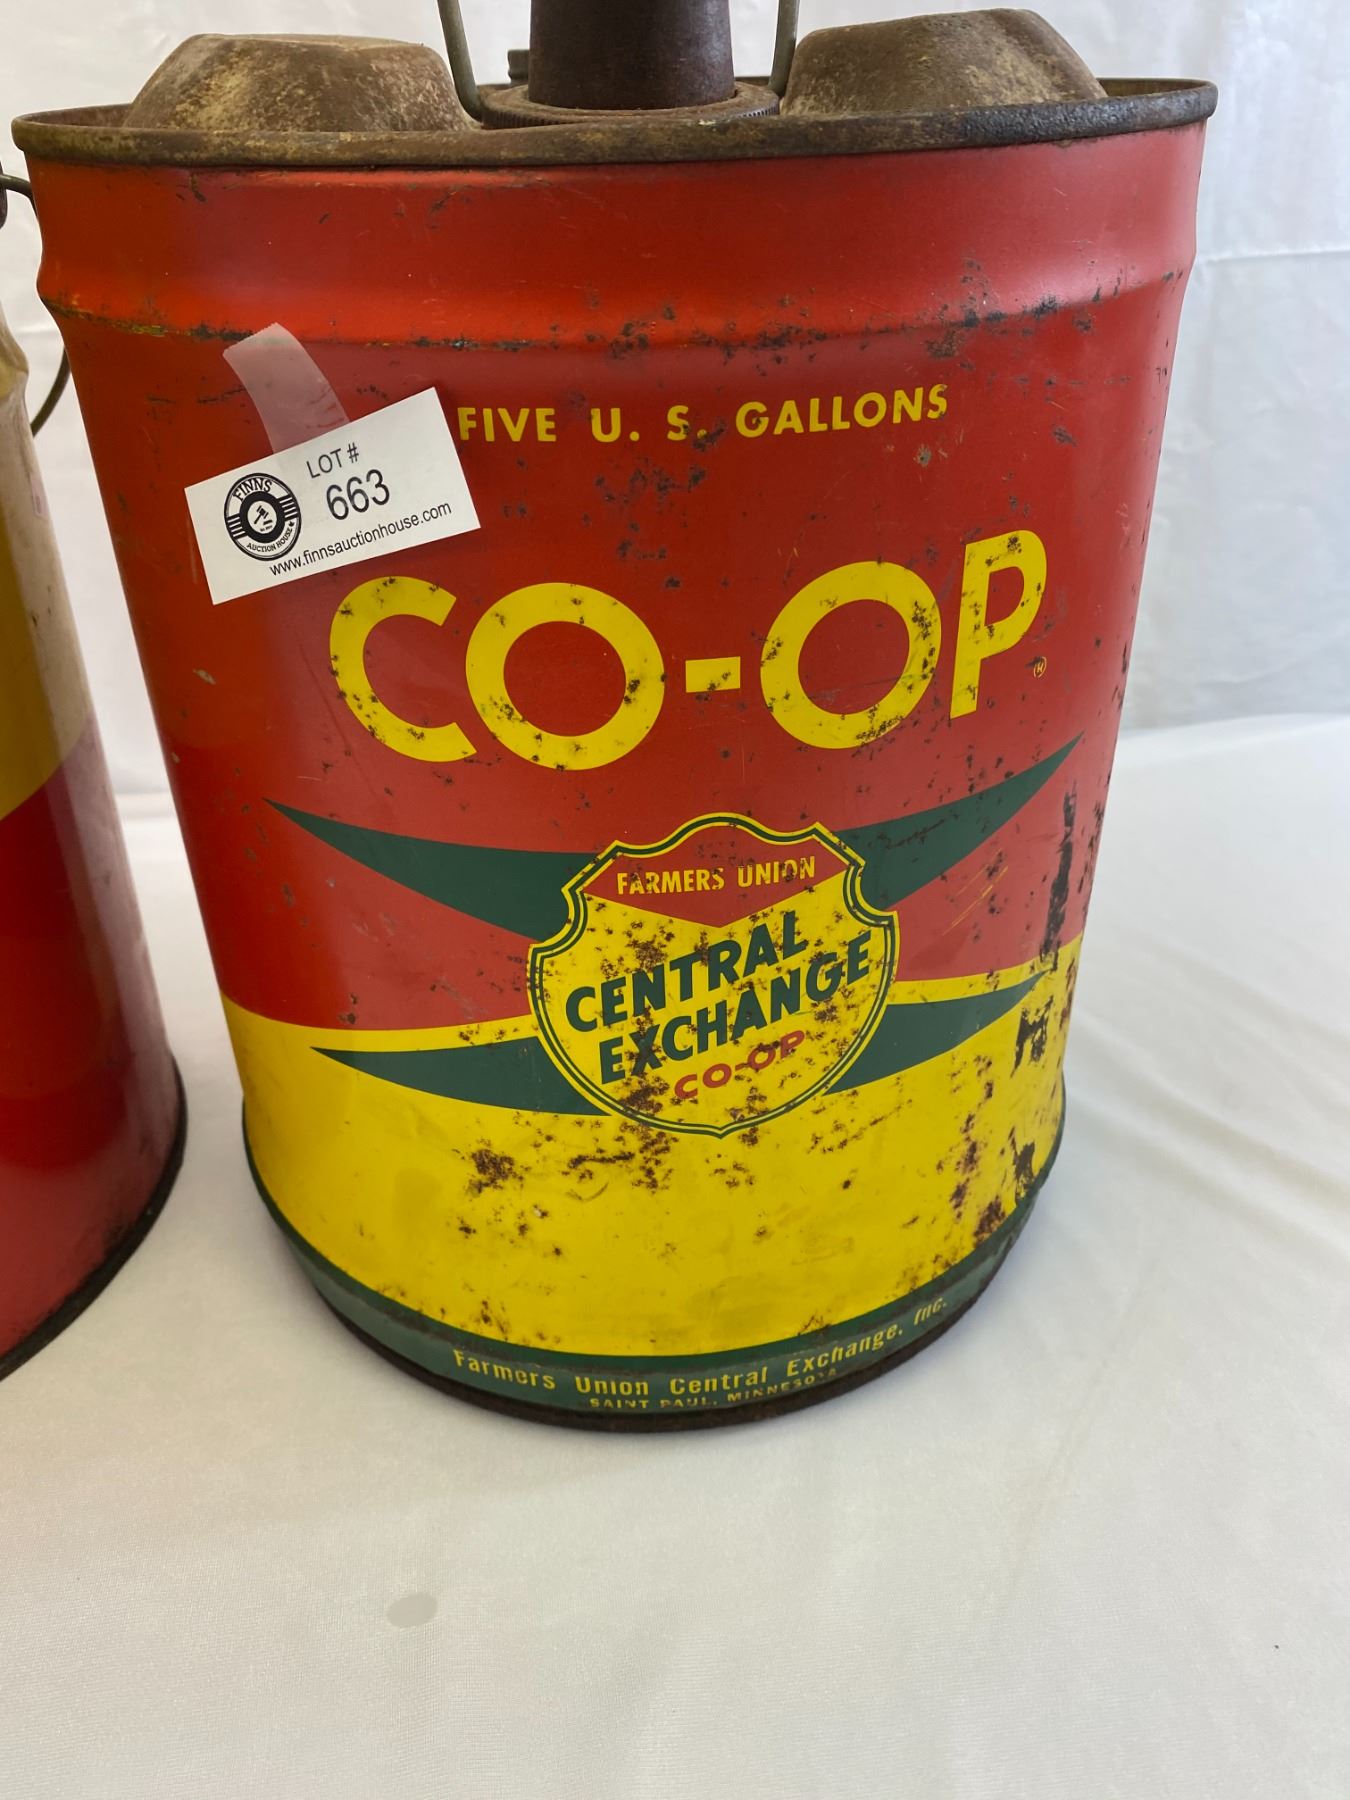 FIVE U. S. GALLONS
LOT #
663
FINNS
AUCTION HOUSE
www.finnsauctionhouse.com
CO-OP
FARMERS UNION
CENTRAL
EXCHANGE
CO-OP
Farmers Union Central Exchange, Inc.
SAINT PAUL, MINNESOTA